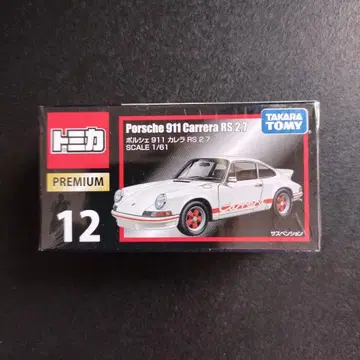 トミカ
PREMIUM
12
Porsche 911 Carrera RS 2.7
ポルシェ 911 カレラ RS 2.7
SCALE 1/61
TAKARA
TOMY
Carrera
サスペンション